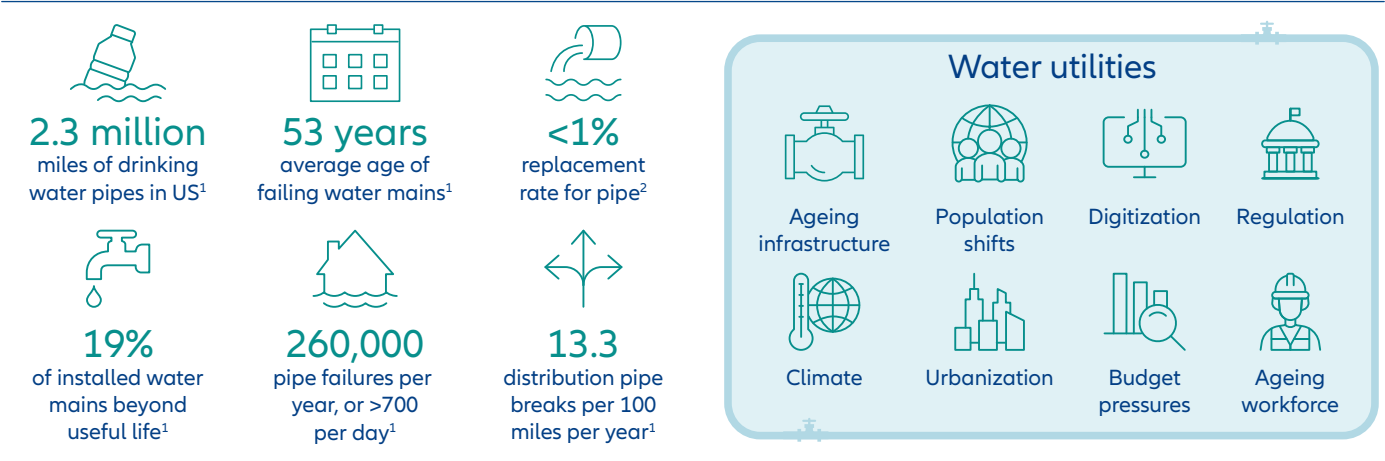 2.3 million
miles of drinking
water pipes in US¹
53 years
average age of
failing water mains¹
<1%
replacement
rate for pipe²
19%
of installed water
mains beyond
useful life¹
260,000
pipe failures per
year, or >700
per day¹
13.3
distribution pipe
breaks per 100
miles per year¹
Water utilities
Ageing
infrastructure
Population
shifts
Digitization
Regulation
Climate
Urbanization
Budget
pressures
Ageing
workforce